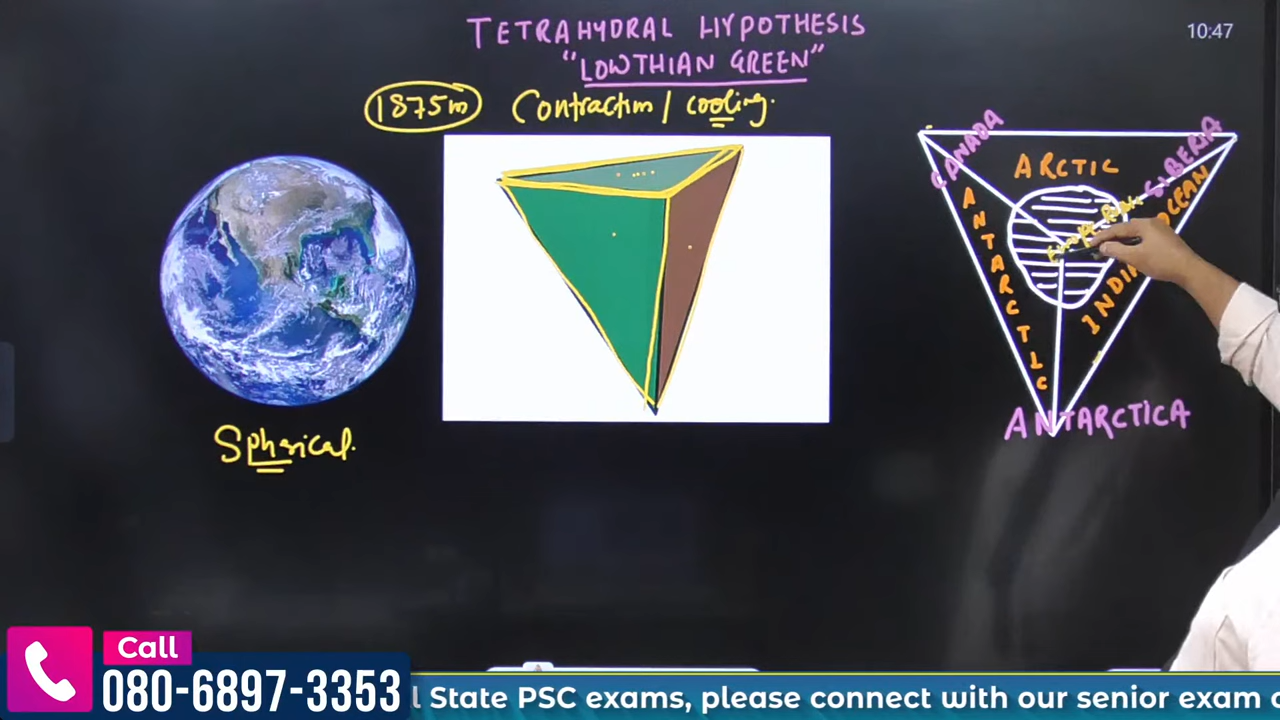 TETRAHYDRAL HYPOTHESIS
"LOWTHIAN GREEN"
10:47
1875m Contraction / cooling.
CANADA
SIBERIA
ARCTIC
ANTARCTIC
INDIAN OCEAN
ANTARCTICA
Spherical.
Call
080-6897-3353
l State PSC exams, please connect with our senior exam